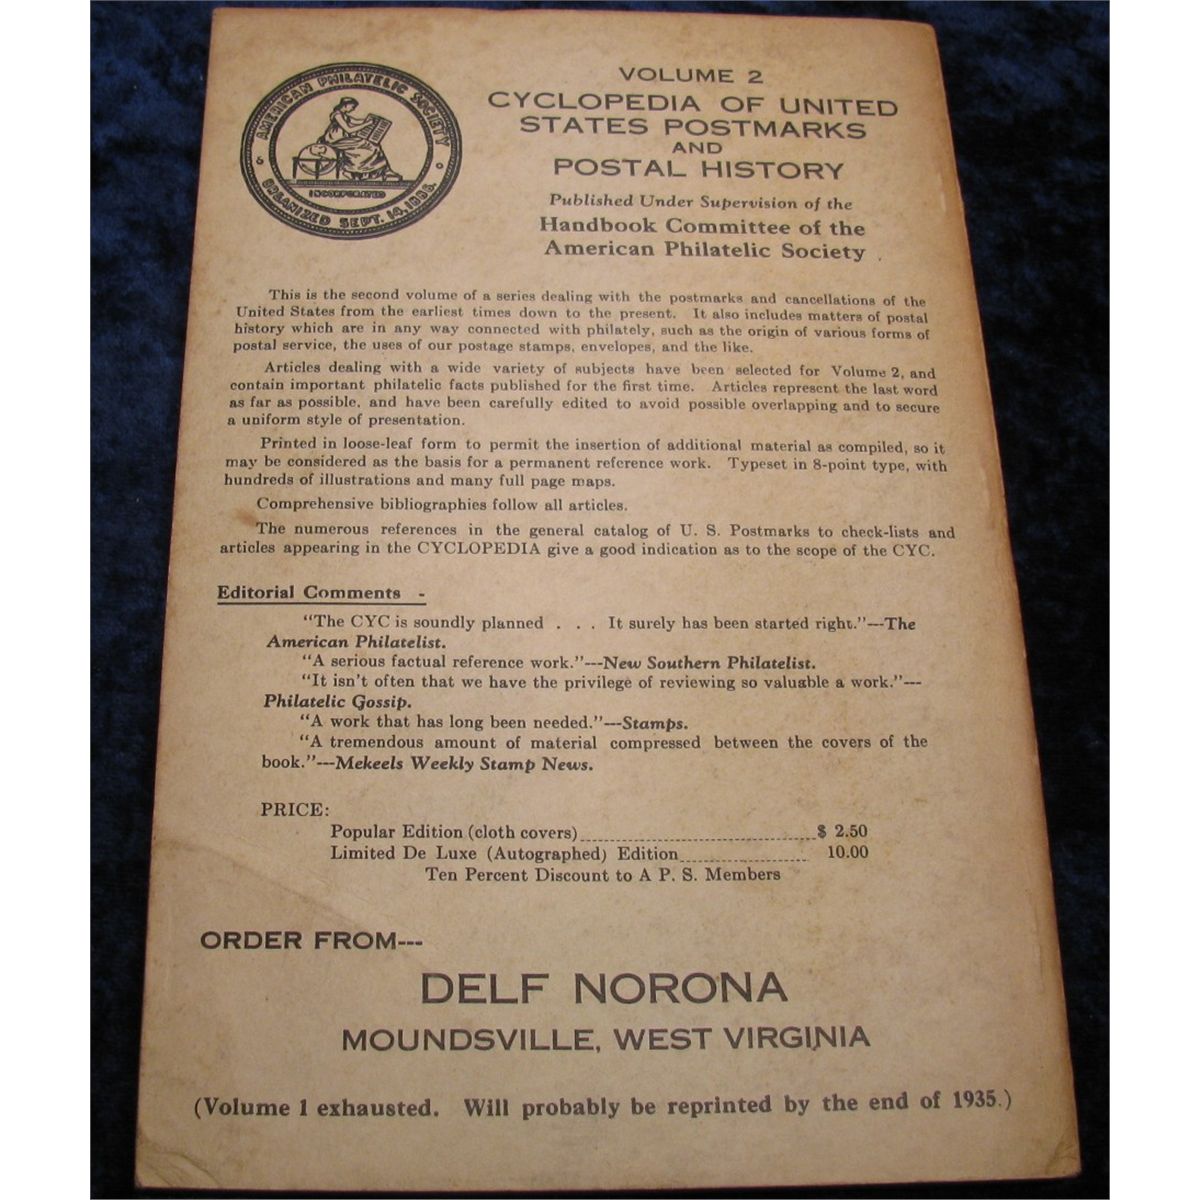 AMERICAN PHILATELIC SOCIETY
INCORPORATED
ORGANIZED SEPT. 14, 1886.
VOLUME 2
CYCLOPEDIA OF UNITED
STATES POSTMARKS
AND
POSTAL HISTORY
Published Under Supervision of the
Handbook Committee of the
American Philatelic Society
This is the second volume of a series dealing with the postmarks and cancellations of the
United States from the earliest times down to the present. It also includes matters of postal
history which are in any way connected with philately, such as the origin of various forms of
postal service, the uses of our postage stamps, envelopes, and the like.
Articles dealing with a wide variety of subjects have been selected for Volume 2, and
contain important philatelic facts published for the first time. Articles represent the last word
as far as possible, and have been carefully edited to avoid possible overlapping and to secure
a uniform style of presentation.
Printed in loose-leaf form to permit the insertion of additional material as compiled, so it
may be considered as the basis for a permanent reference work. Typeset in 8-point type, with
hundreds of illustrations and many full page maps.
Comprehensive bibliographies follow all articles.
The numerous references in the general catalog of U. S. Postmarks to check-lists and
articles appearing in the CYCLOPEDIA give a good indication as to the scope of the CYC.
Editorial Comments -
"The CYC is soundly planned . . . It surely has been started right."---The
American Philatelist.
"A serious factual reference work."---New Southern Philatelist.
"It isn't often that we have the privilege of reviewing so valuable a work."---
Philatelic Gossip.
"A work that has long been needed."---Stamps.
"A tremendous amount of material compressed between the covers of the
book."---Mekeels Weekly Stamp News.
PRICE:
Popular Edition (cloth covers) $ 2.50
Limited De Luxe (Autographed) Edition 10.00
Ten Percent Discount to A P. S. Members
ORDER FROM---
DELF NORONA
MOUNDSVILLE, WEST VIRGINIA
(Volume 1 exhausted. Will probably be reprinted by the end of 1935.)